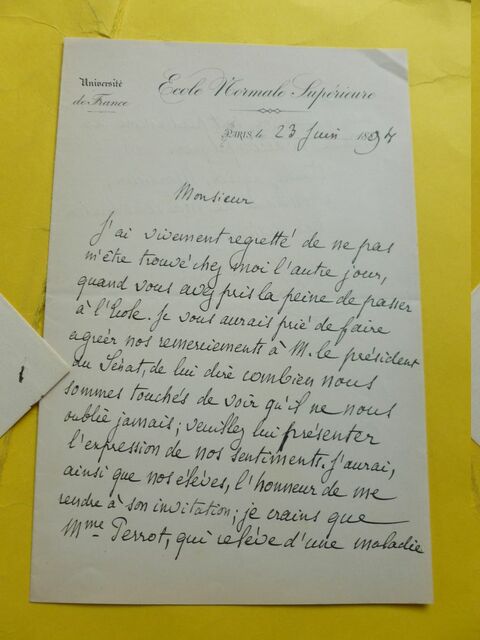 Université
de France
Ecole Normale Supérieure
PARIS, le 23 Juin 1894
Monsieur
J'ai vivement regretté de ne pas
m'être trouvé chez moi l'autre jour,
quand vous avez pris la peine de passer
à l'Ecole. Je vous aurais prié de faire
agréer nos remerciements à M. le président
du Sénat, de lui dire combien nous
sommes touchés de voir qu'il ne nous
oublie jamais; veuillez lui présenter
l'expression de nos sentiments. J'aurai,
ainsi que nos élèves, l'honneur de me
rendre à son invitation; je crains que
Mme Perrot, qui relève d'une maladie